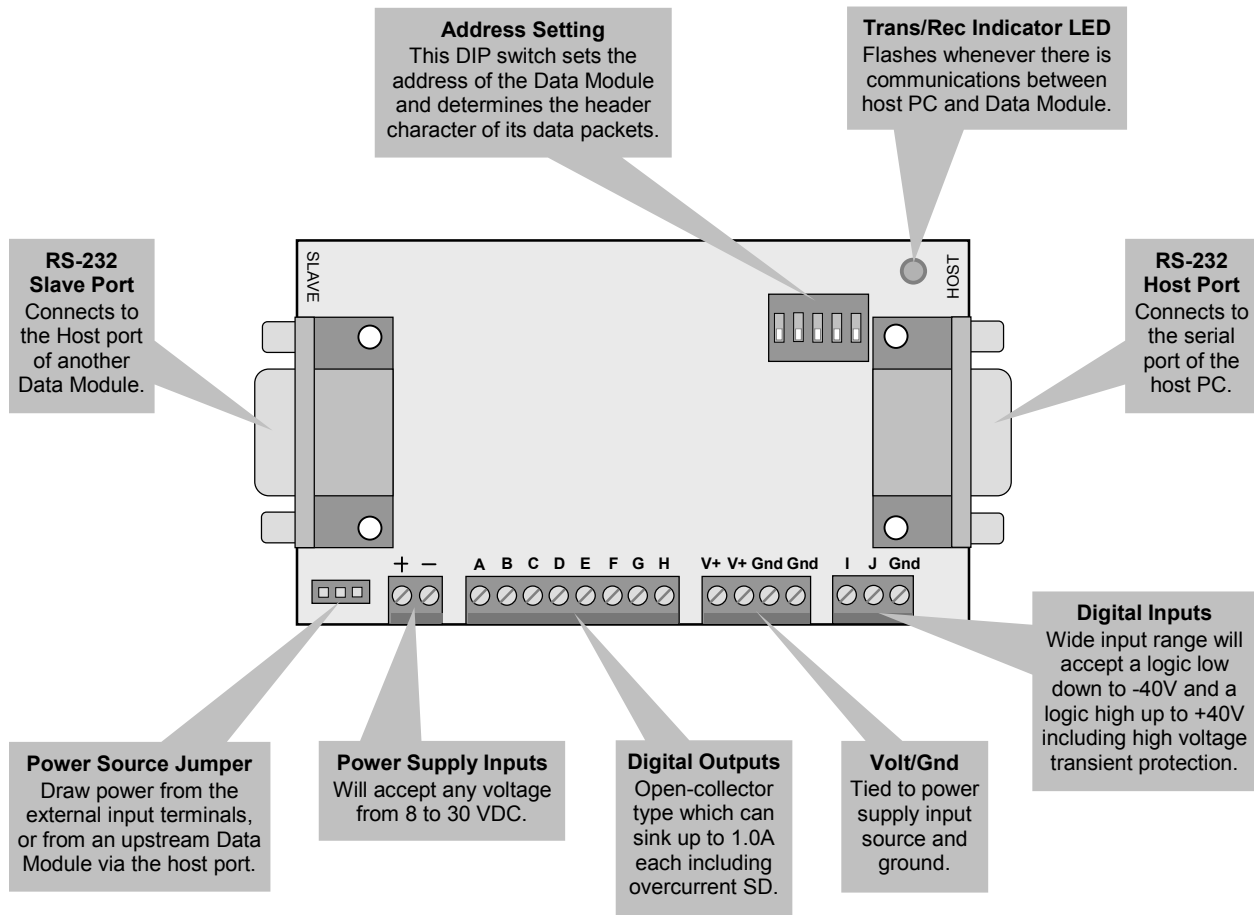 Address Setting
This DIP switch sets the
address of the Data Module
and determines the header
character of its data packets.
Trans/Rec Indicator LED
Flashes whenever there is
communications between
host PC and Data Module.
RS-232
Slave Port
Connects to
the Host port
of another
Data Module.
SLAVE
HOST
RS-232
Host Port
Connects to
the serial
port of the
host PC.
+ −
A B C D E F G H
V+ V+ Gnd Gnd
I J Gnd
Power Source Jumper
Draw power from the
external input terminals,
or from an upstream Data
Module via the host port.
Power Supply Inputs
Will accept any voltage
from 8 to 30 VDC.
Digital Outputs
Open-collector
type which can
sink up to 1.0A
each including
overcurrent SD.
Volt/Gnd
Tied to power
supply input
source and
ground.
Digital Inputs
Wide input range will
accept a logic low
down to -40V and a
logic high up to +40V
including high voltage
transient protection.